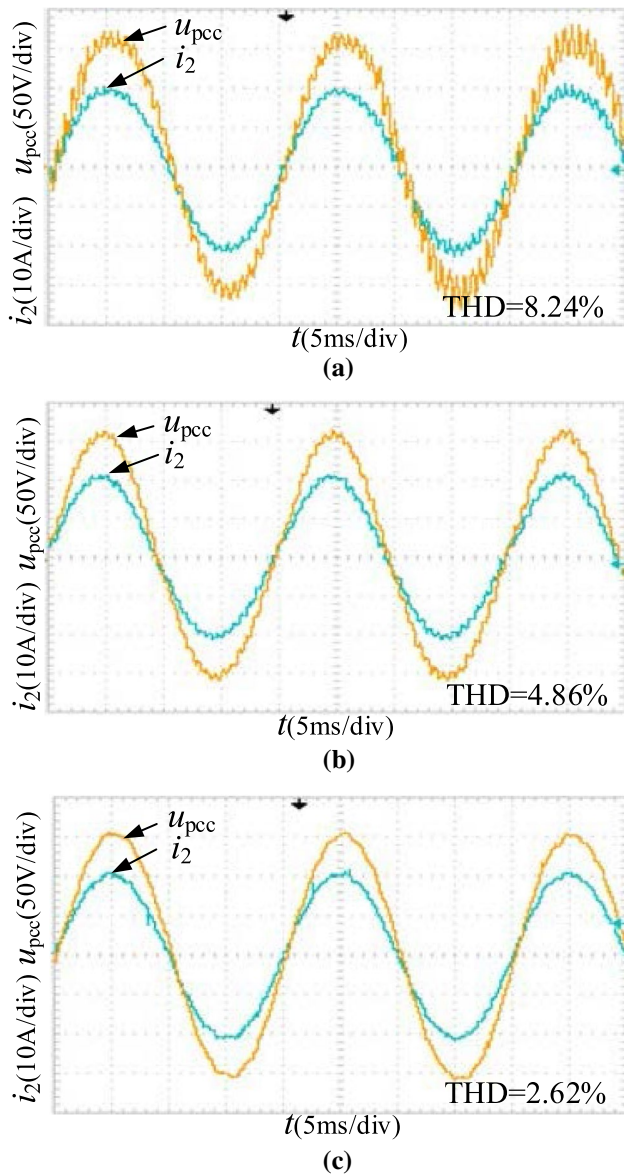 u_pcc
i_2
i_2(10A/div) u_pcc(50V/div)
THD=8.24%
t(5ms/div)
(a)
u_pcc
i_2
i_2(10A/div) u_pcc(50V/div)
THD=4.86%
t(5ms/div)
(b)
u_pcc
i_2
i_2(10A/div) u_pcc(50V/div)
THD=2.62%
t(5ms/div)
(c)